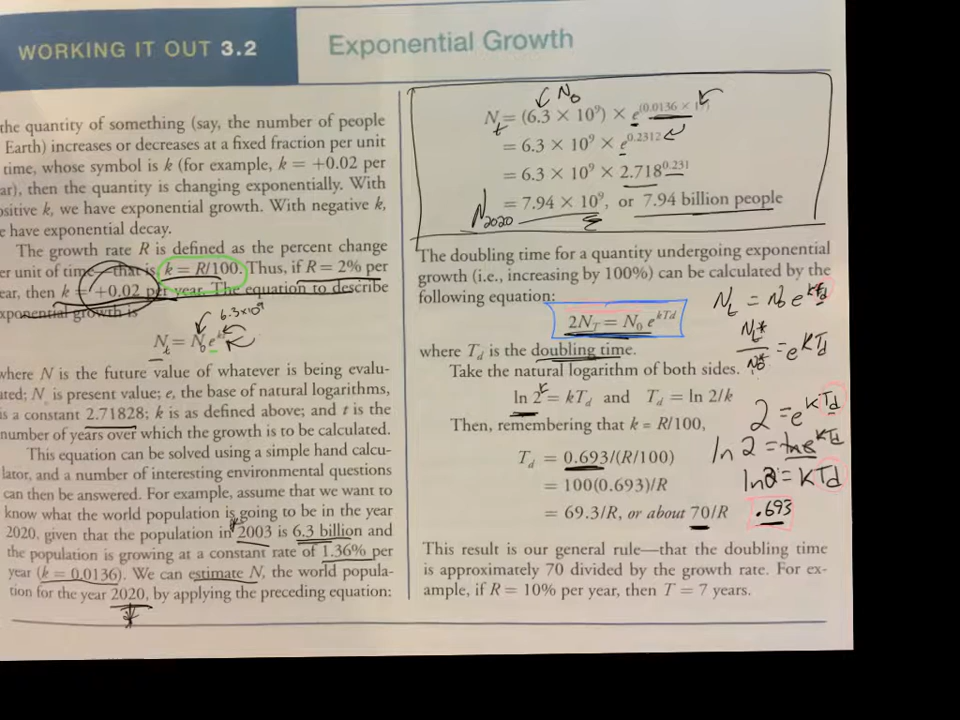 WORKING IT OUT 3.2
Exponential Growth
the quantity of something (say, the number of people
Earth) increases or decreases at a fixed fraction per unit
time, whose symbol is k (for example, k = +0.02 per
ar), then the quantity is changing exponentially. With
ositive k, we have exponential growth. With negative k,
e have exponential decay.
The growth rate R is defined as the percent change
er unit of time—that is k = R/100. Thus, if R = 2% per
ear, then k = +0.02 per year. The equation to describe
xponential growth is
6.3×10⁹
N_t = N_0 e^
where N is the future value of whatever is being evalu-
ated; N_o is present value; e, the base of natural logarithms,
is a constant 2.71828; k is as defined above; and t is the
number of years over which the growth is to be calculated.
This equation can be solved using a simple hand calcu-
lator, and a number of interesting environmental questions
can then be answered. For example, assume that we want to
know what the world population is going to be in the year
2020, given that the population in 2003 is 6.3 billion and
the population is growing at a constant rate of 1.36% per
year (k = 0.0136). We can estimate N, the world popula-
tion for the year 2020, by applying the preceding equation:
N_0
N_t = (6.3 × 10⁹) × e^(0.0136 ×
= 6.3 × 10⁹ × e^0.2312
= 6.3 × 10⁹ × 2.718^0.231
= 7.94 × 10⁹, or 7.94 billion people
N_2020
The doubling time for a quantity undergoing exponential
growth (i.e., increasing by 100%) can be calculated by the
following equation:
2N_T = N_0 e^kTd
where T_d is the doubling time.
Take the natural logarithm of both sides.
ln 2 = kT_d and T_d = ln 2/k
Then, remembering that k = R/100,
T_d = 0.693/(R/100)
= 100(0.693)/R
= 69.3/R, or about 70/R
This result is our general rule—that the doubling time
is approximately 70 divided by the growth rate. For ex-
ample, if R = 10% per year, then T = 7 years.
2 = e^kTd
ln 2 = ln e^kTd
ln 2 = kTd
.693